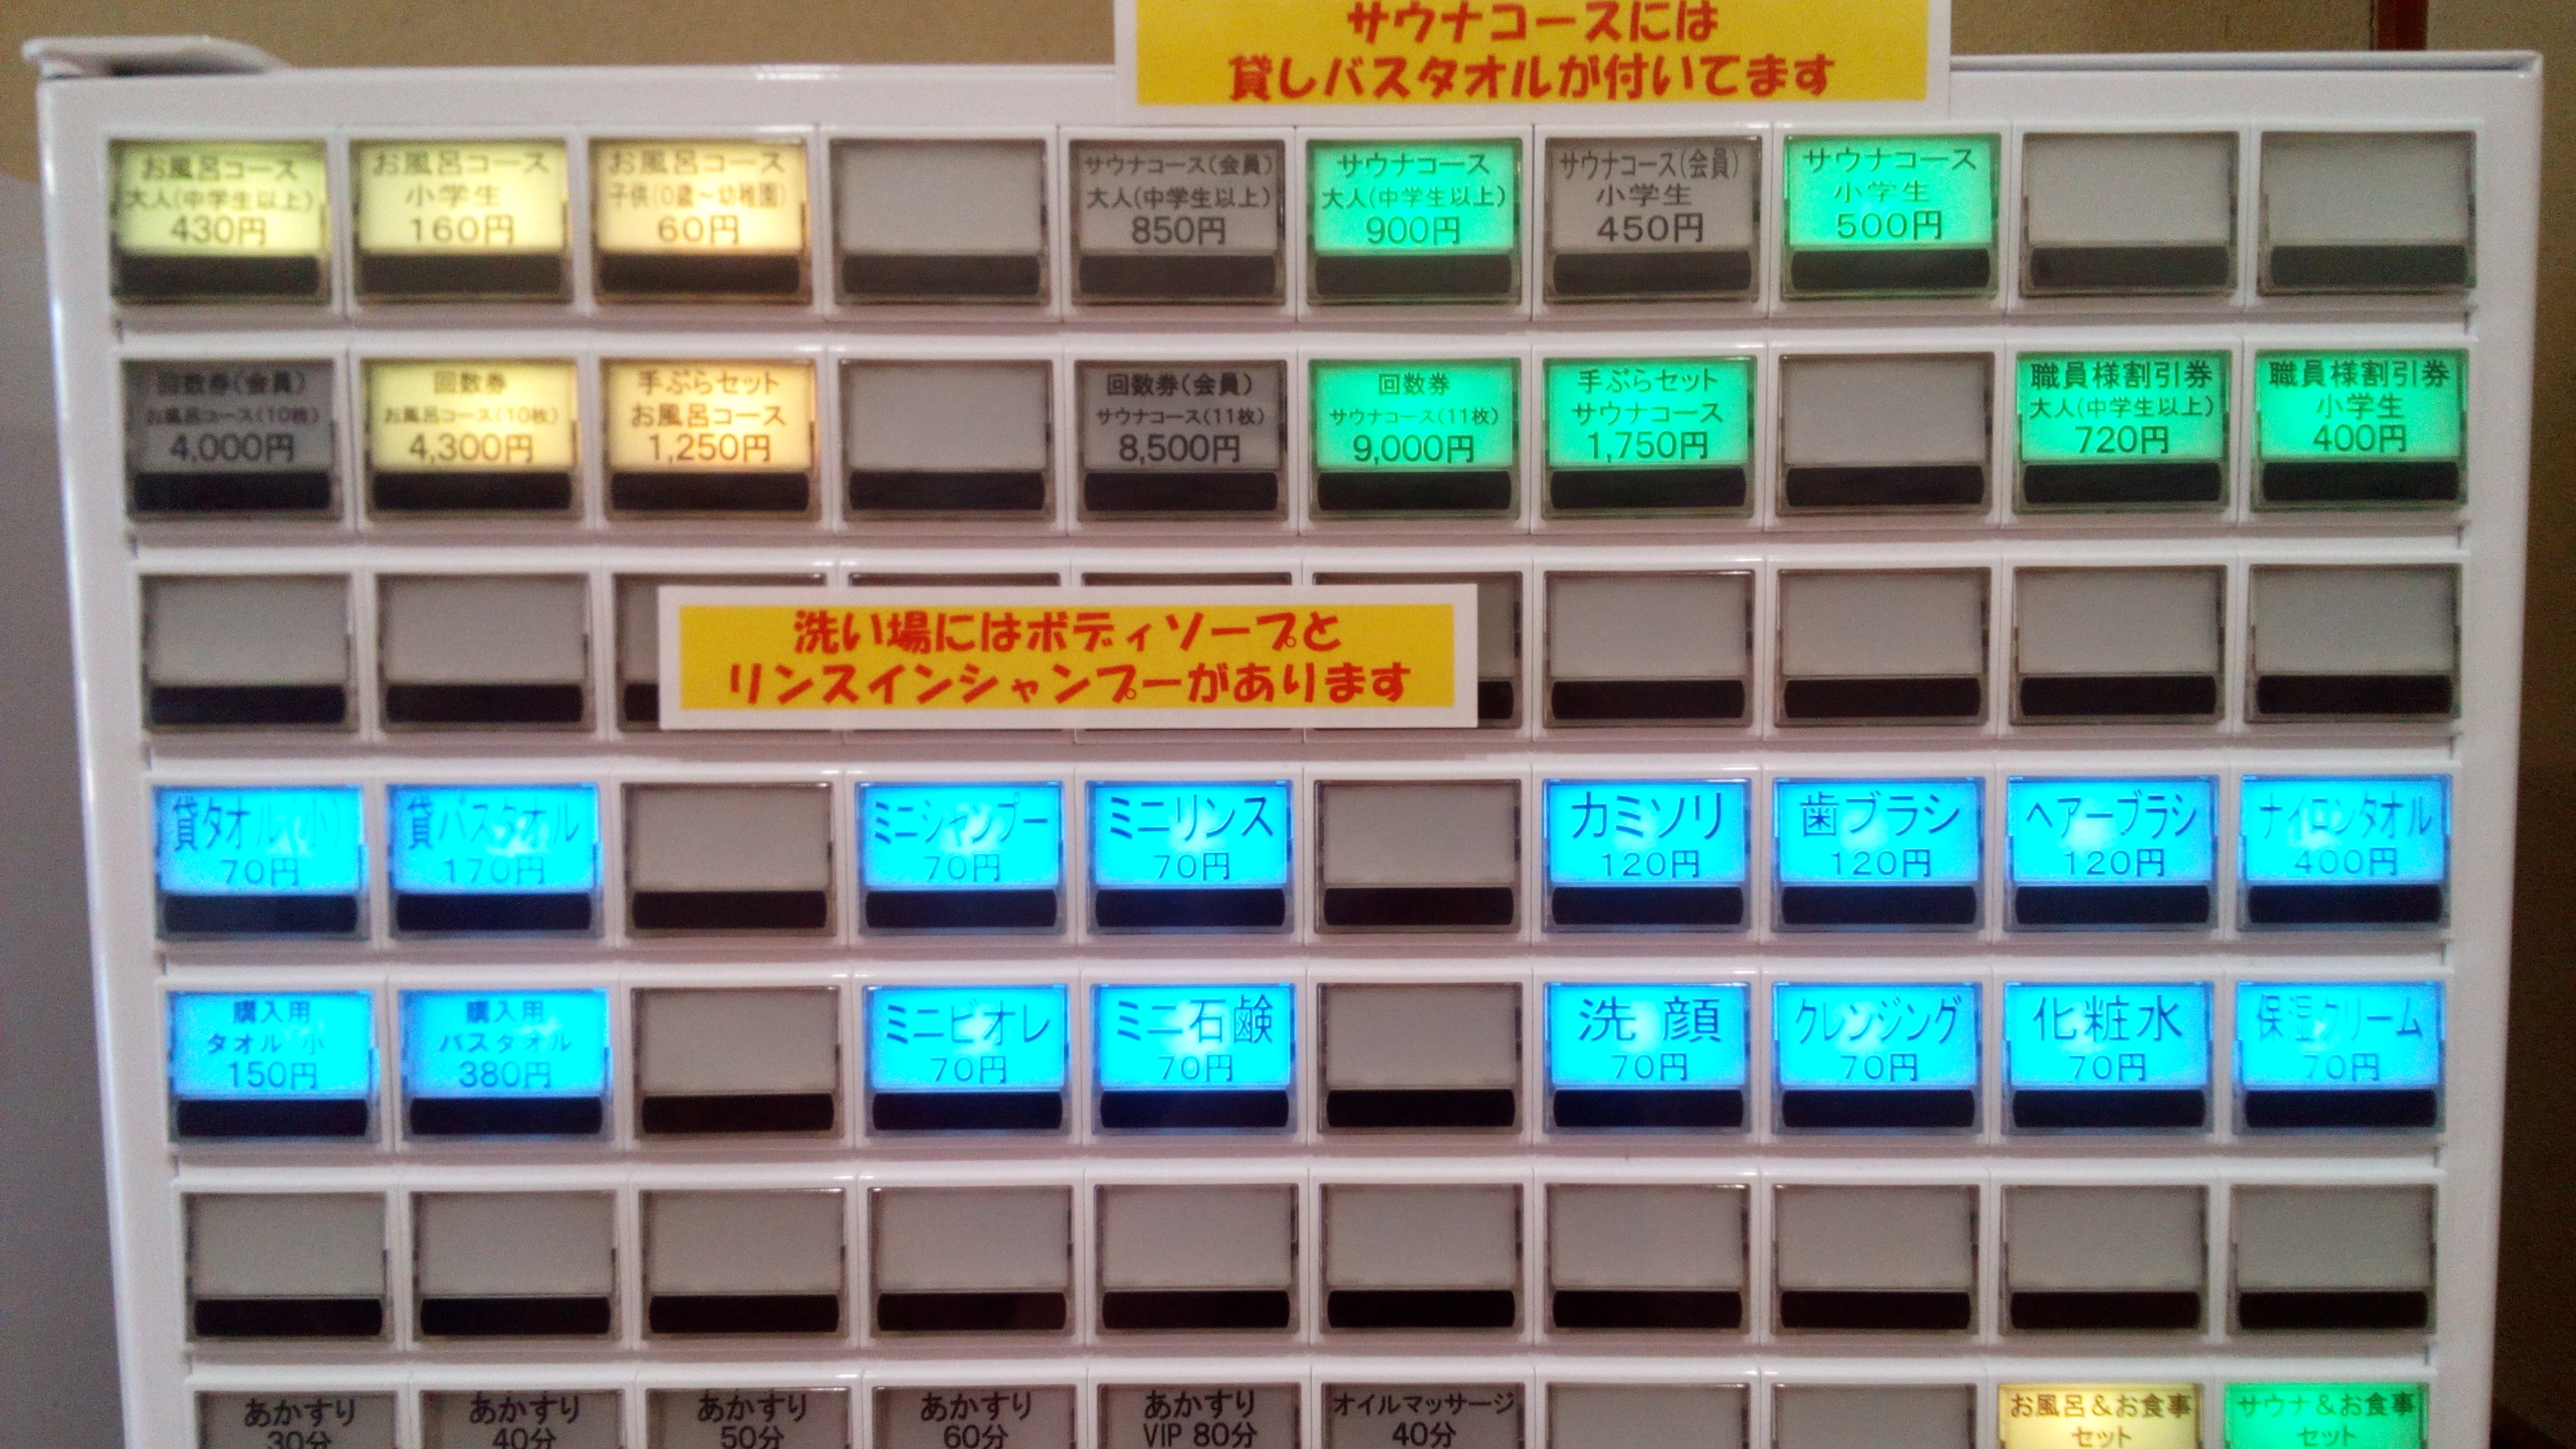 サウナコースには
貸しバスタオルが付いてます
お風呂コース
大人(中学生以上)
430円
お風呂コース
小学生
160円
お風呂コース
子供(0歳～幼稚園)
60円
サウナコース(会員)
大人(中学生以上)
850円
サウナコース
大人(中学生以上)
900円
サウナコース(会員)
小学生
450円
サウナコース
小学生
500円
回数券(会員)
お風呂コース(10枚)
4,000円
回数券
お風呂コース(10枚)
4,300円
手ぶらセット
お風呂コース
1,250円
回数券(会員)
サウナコース(11枚)
8,500円
回数券
サウナコース(11枚)
9,000円
手ぶらセット
サウナコース
1,750円
職員様割引券
大人(中学生以上)
720円
職員様割引券
小学生
400円
洗い場にはボディソープと
リンスインシャンプーがあります
貸タオル(小)
70円
貸バスタオル
170円
ミニシャンプー
70円
ミニリンス
70円
カミソリ
120円
歯ブラシ
120円
ヘアーブラシ
120円
ナイロンタオル
400円
購入用
タオル 小
150円
購入用
バスタオル
380円
ミニビオレ
70円
ミニ石鹸
70円
洗 顔
70円
クレンジング
70円
化粧水
70円
保湿クリーム
70円
あかすり
30分
あかすり
40分
あかすり
50分
あかすり
60分
あかすり
VIP 80分
オイルマッサージ
40分
お風呂＆お食事
セット
サウナ＆お食事
セット